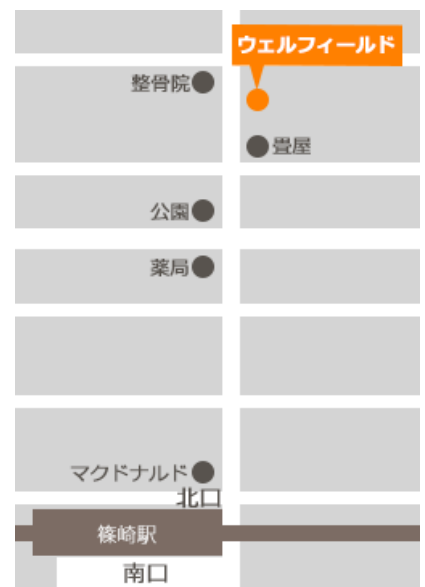 ウェルフィールド
整骨院
畳屋
公園
薬局
マクドナルド
北口
篠崎駅
南口